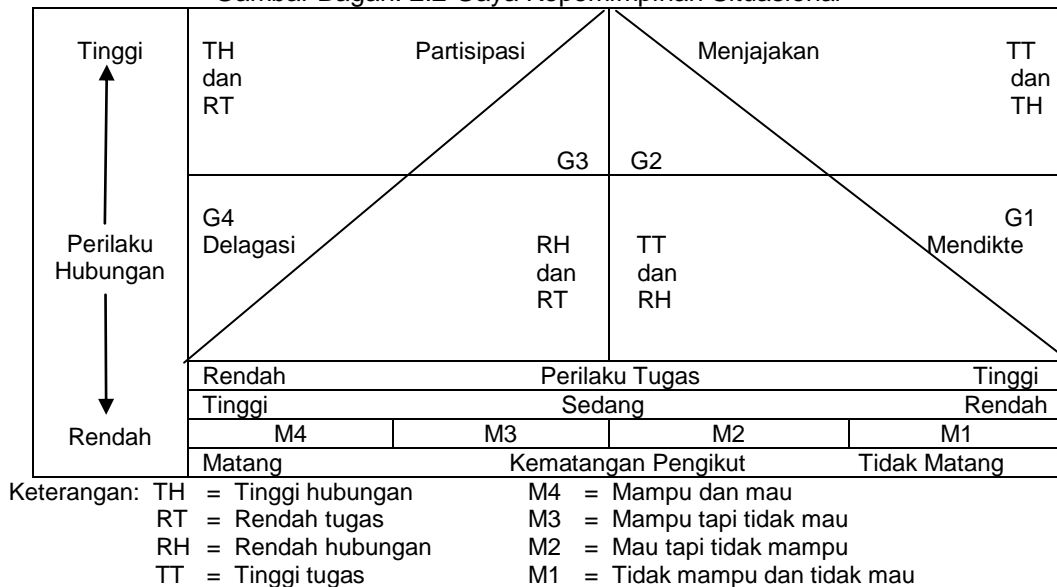 Gambar Bagan. 2.2 Gaya Kepemimpinan Situasional
Tinggi TH Partisipasi Menjajakan TT
dan dan
RT TH
G3 G2
G4 G1
Perilaku Delagasi RH TT Mendikte
Hubungan dan dan
RT RH
Rendah Perilaku Tugas Tinggi
Tinggi Sedang Rendah
Rendah M4 M3 M2 M1
Matang Kematangan Pengikut Tidak Matang
Keterangan: TH = Tinggi hubungan M4 = Mampu dan mau
RT = Rendah tugas M3 = Mampu tapi tidak mau
RH = Rendah hubungan M2 = Mau tapi tidak mampu
TT = Tinggi tugas M1 = Tidak mampu dan tidak mau